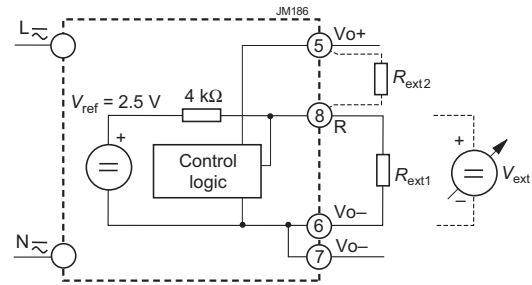 JM186
L
5
Vo+
Rext2
Vref = 2.5 V
4 kΩ
8
R
+
+
Control
logic
Rext1
Vext
–
6
Vo–
N
7
Vo–